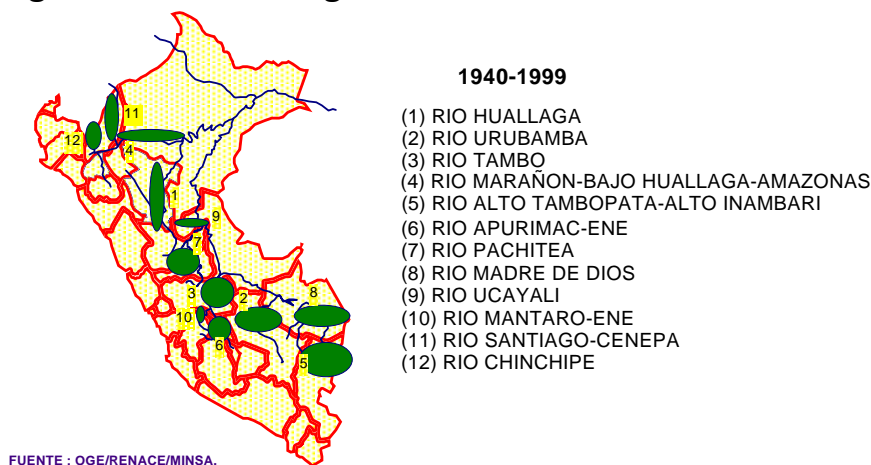 1940-1999
(1) RIO HUALLAGA
(2) RIO URUBAMBA
(3) RIO TAMBO
(4) RIO MARAÑON-BAJO HUALLAGA-AMAZONAS
(5) RIO ALTO TAMBOPATA-ALTO INAMBARI
(6) RIO APURIMAC-ENE
(7) RIO PACHITEA
(8) RIO MADRE DE DIOS
(9) RIO UCAYALI
(10) RIO MANTARO-ENE
(11) RIO SANTIAGO-CENEPA
(12) RIO CHINCHIPE
11
12
4
1
9
7
3
2
8
10
6
5
FUENTE : OGE/RENACE/MINSA.